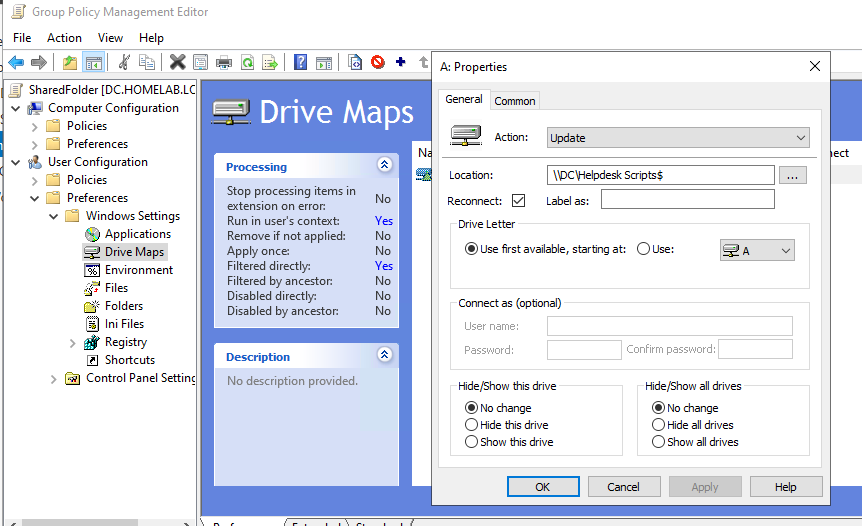 Group Policy Management Editor
File Action View Help
SharedFolder [DC.HOMELAB.LC
Computer Configuration
Policies
Preferences
User Configuration
Policies
Preferences
Windows Settings
Applications
Drive Maps
Environment
Files
Folders
Ini Files
Registry
Shortcuts
Control Panel Setting
Drive Maps
Processing
Stop processing items in extension on error: No
Run in user's context: Yes
Remove if not applied: No
Apply once: No
Filtered directly: Yes
Filtered by ancestor: No
Disabled directly: No
Disabled by ancestor: No
Description
No description provided.
Na
nect
A: Properties
General Common
Action: Update
Location: \\DC\Helpdesk Scripts$ ...
Reconnect: Label as:
Drive Letter
Use first available, starting at: Use: A
Connect as (optional)
User name:
Password: Confirm password:
Hide/Show this drive
No change
Hide this drive
Show this drive
Hide/Show all drives
No change
Hide all drives
Show all drives
OK Cancel Apply Help